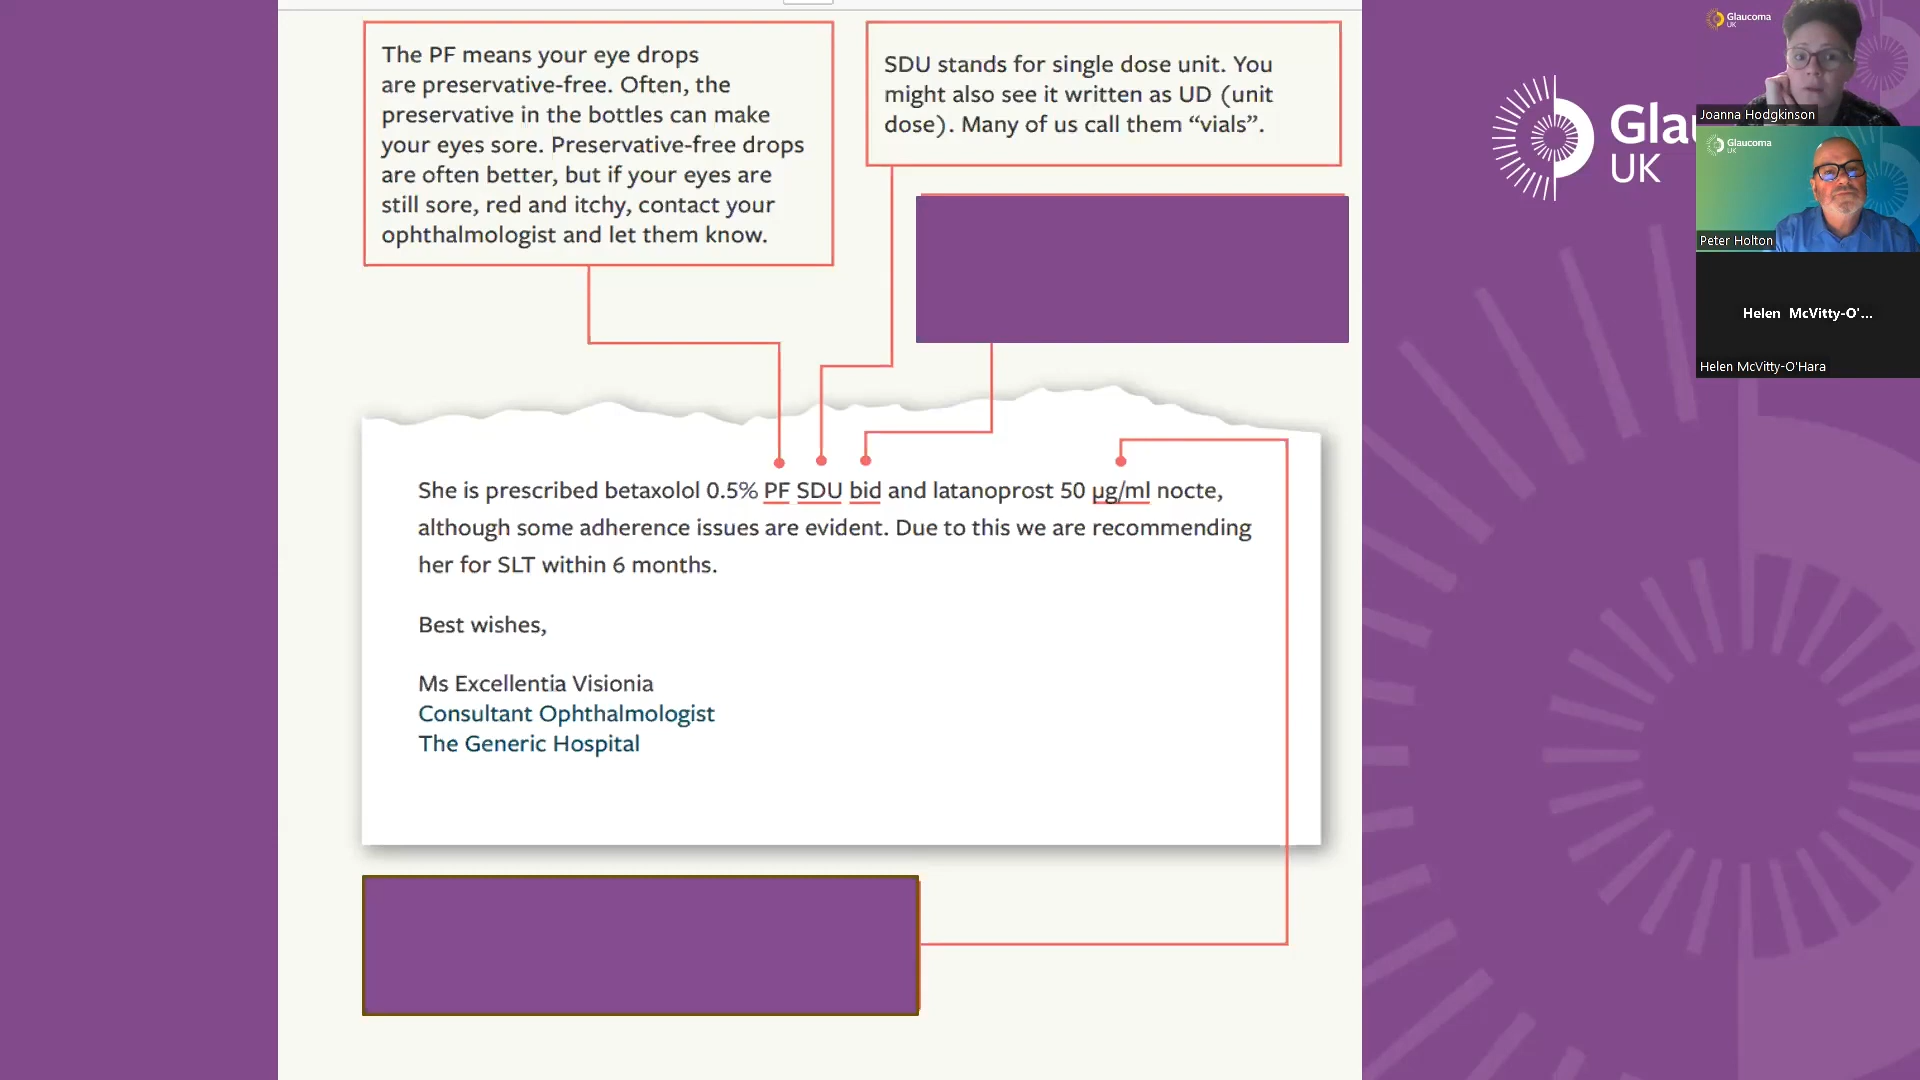 The PF means your eye drops
are preservative-free. Often, the
preservative in the bottles can make
your eyes sore. Preservative-free drops
are often better, but if your eyes are
still sore, red and itchy, contact your
ophthalmologist and let them know.
SDU stands for single dose unit. You
might also see it written as UD (unit
dose). Many of us call them “vials”.
She is prescribed betaxolol 0.5% PF SDU bid and latanoprost 50 µg/ml nocte,
although some adherence issues are evident. Due to this we are recommending
her for SLT within 6 months.
Best wishes,
Ms Excellentia Visionia
Consultant Ophthalmologist
The Generic Hospital
Gla
UK
Glaucoma
UK
Joanna Hodgkinson
Glaucoma
UK
Peter Holton
Helen McVitty-O'...
Helen McVitty-O'Hara